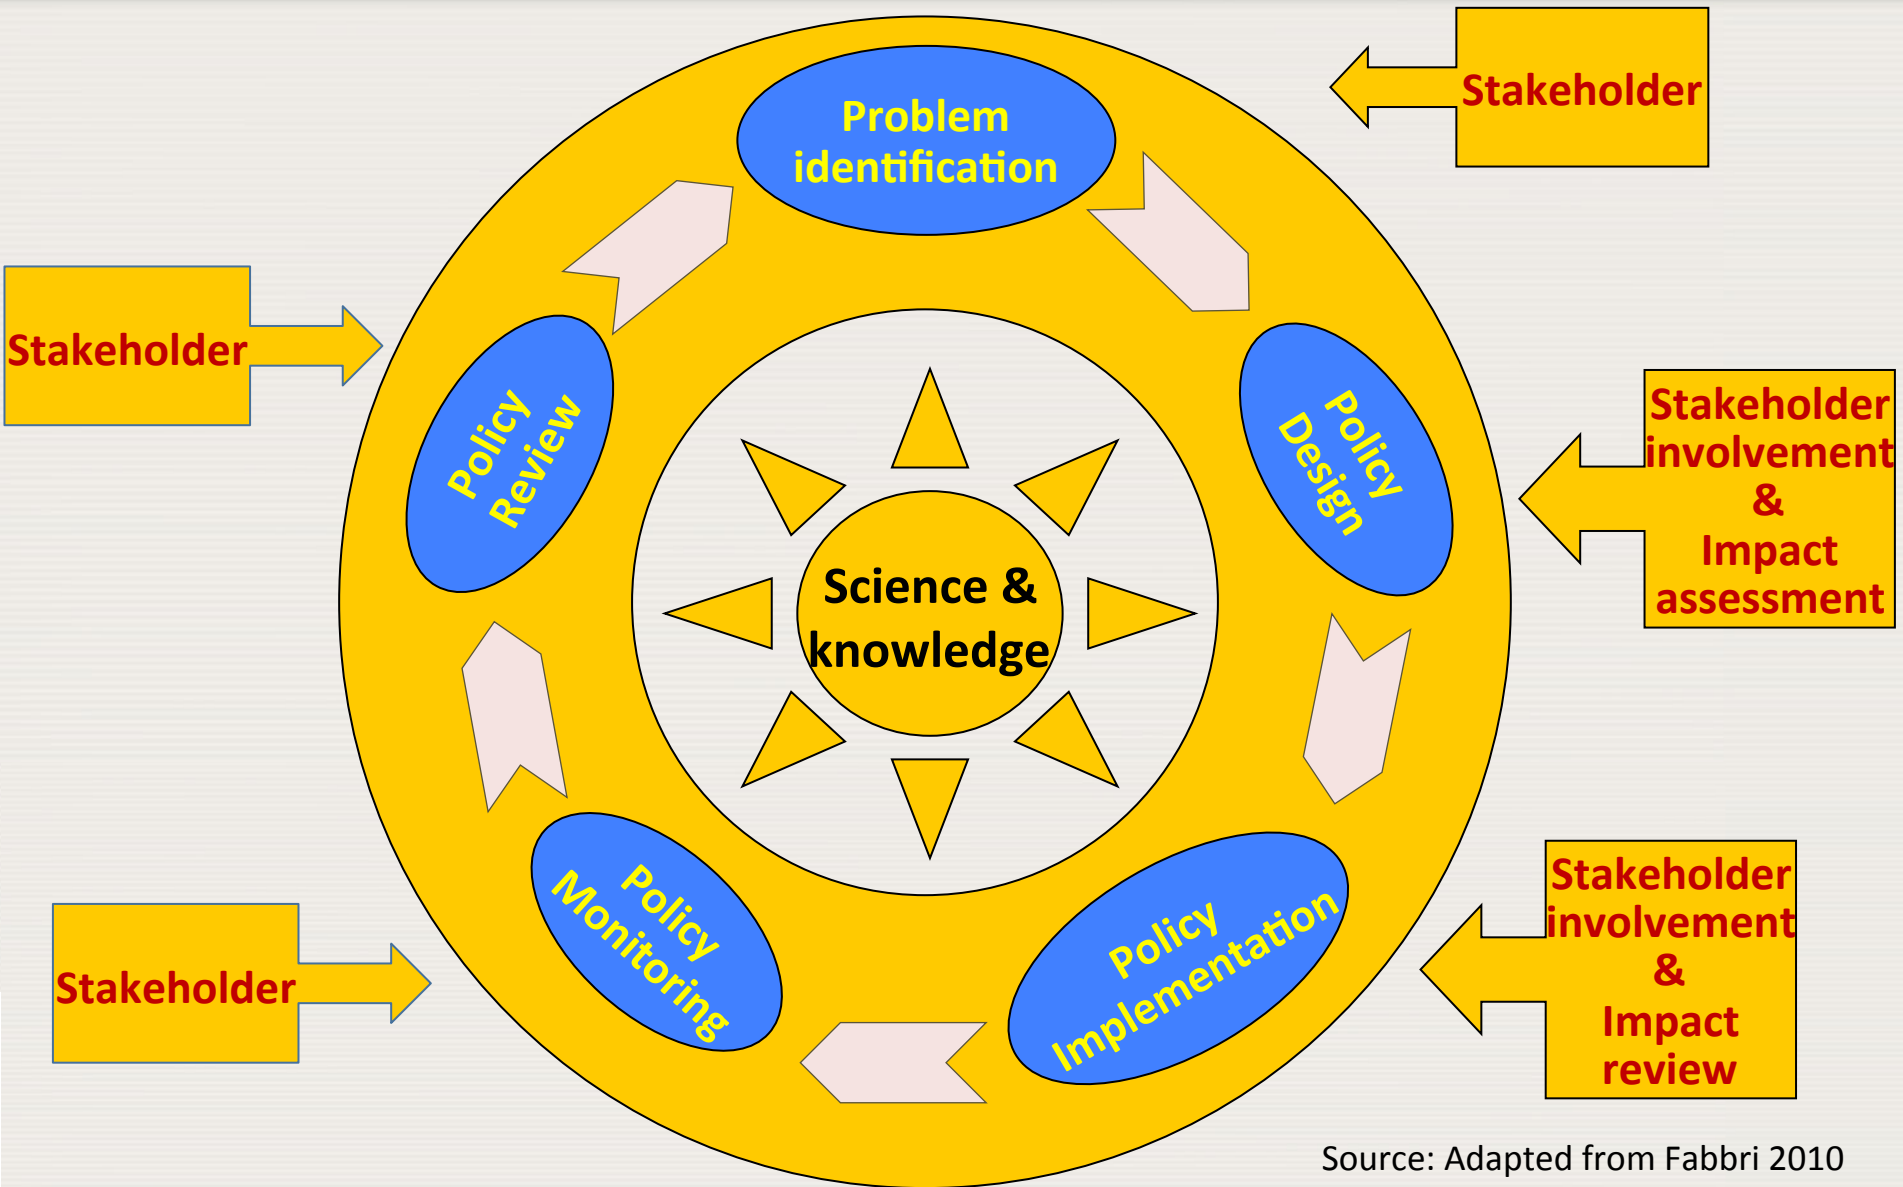 Problem
identification
Stakeholder
Policy
Design
Stakeholder
involvement
&
Impact
assessment
Policy
Implementation
Stakeholder
involvement
&
Impact
review
Policy
Monitoring
Stakeholder
Policy
Review
Stakeholder
Science &
knowledge
Source: Adapted from Fabbri 2010